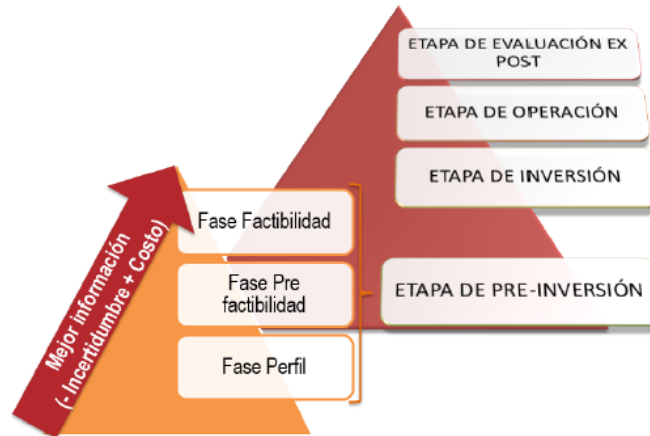 ETAPA DE EVALUACIÓN EX
POST
ETAPA DE OPERACIÓN
ETAPA DE INVERSIÓN
ETAPA DE PRE-INVERSIÓN
Fase Factibilidad
Fase Pre
factibilidad
Fase Perfil
Mejor información
(- Incertidumbre + Costo)